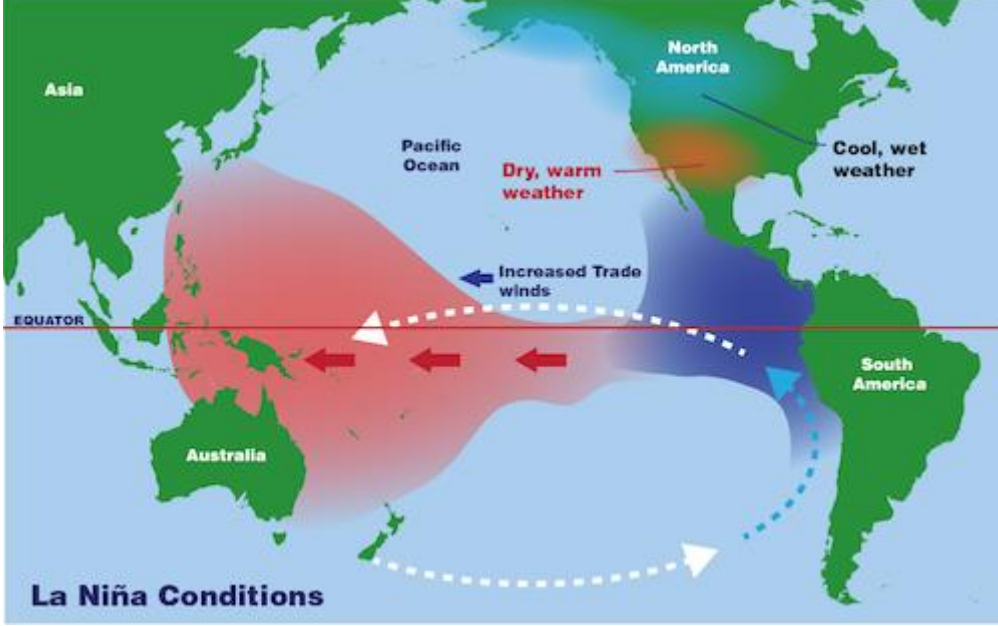 North
America
Asia
Pacific
Ocean
Cool, wet
weather
Dry, warm
weather
Increased Trade
winds
EQUATOR
South
America
Australia
La Niña Conditions